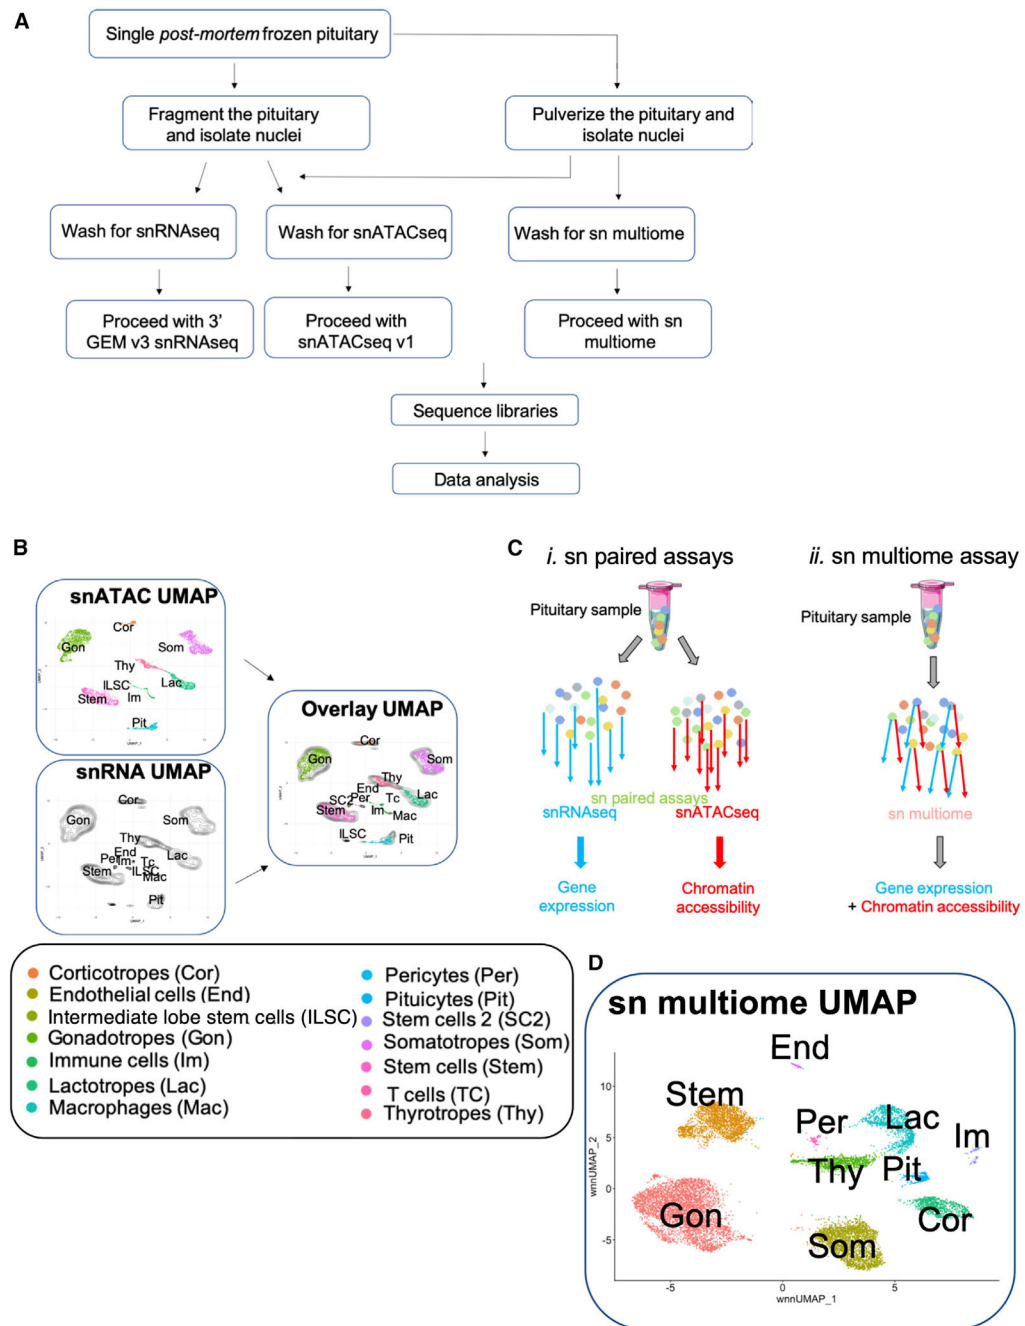 A
Single post-mortem frozen pituitary
Fragment the pituitary
and isolate nuclei
Pulverize the pituitary and
isolate nuclei
Wash for snRNAseq
Wash for snATACseq
Wash for sn multiome
Proceed with 3'
GEM v3 snRNAseq
Proceed with
snATACseq v1
Proceed with sn
multiome
Sequence libraries
Data analysis
B
snATAC UMAP
Cor
Gon
Som
Thy
ILSC
Lac
Im
Stem
Pit
UMAP_1
snRNA UMAP
Cor
Gon
Som
Thy
End
Per
Im
Tc
Lac
Stem
ILSC
Mac
Pit
UMAP_1
Overlay UMAP
Cor
Gon
Som
Thy
End
SC2
Per
Tc
Lac
Stem
Im
Mac
ILSC
Pit
UMAP_1
Corticotropes (Cor)
Endothelial cells (End)
Intermediate lobe stem cells (ILSC)
Gonadotropes (Gon)
Immune cells (Im)
Lactotropes (Lac)
Macrophages (Mac)
Pericytes (Per)
Pituicytes (Pit)
Stem cells 2 (SC2)
Somatotropes (Som)
Stem cells (Stem)
T cells (TC)
Thyrotropes (Thy)
C
i. sn paired assays
Pituitary sample
sn paired assays
snRNAseq
snATACseq
Gene
expression
Chromatin
accessibility
ii. sn multiome assay
Pituitary sample
sn multiome
Gene expression
+ Chromatin accessibility
D
sn multiome UMAP
End
Stem
Per
Lac
Im
Thy
Pit
Gon
Cor
Som
10
5
0
-5
wnnUMAP_2
-5
0
5
wnnUMAP_1